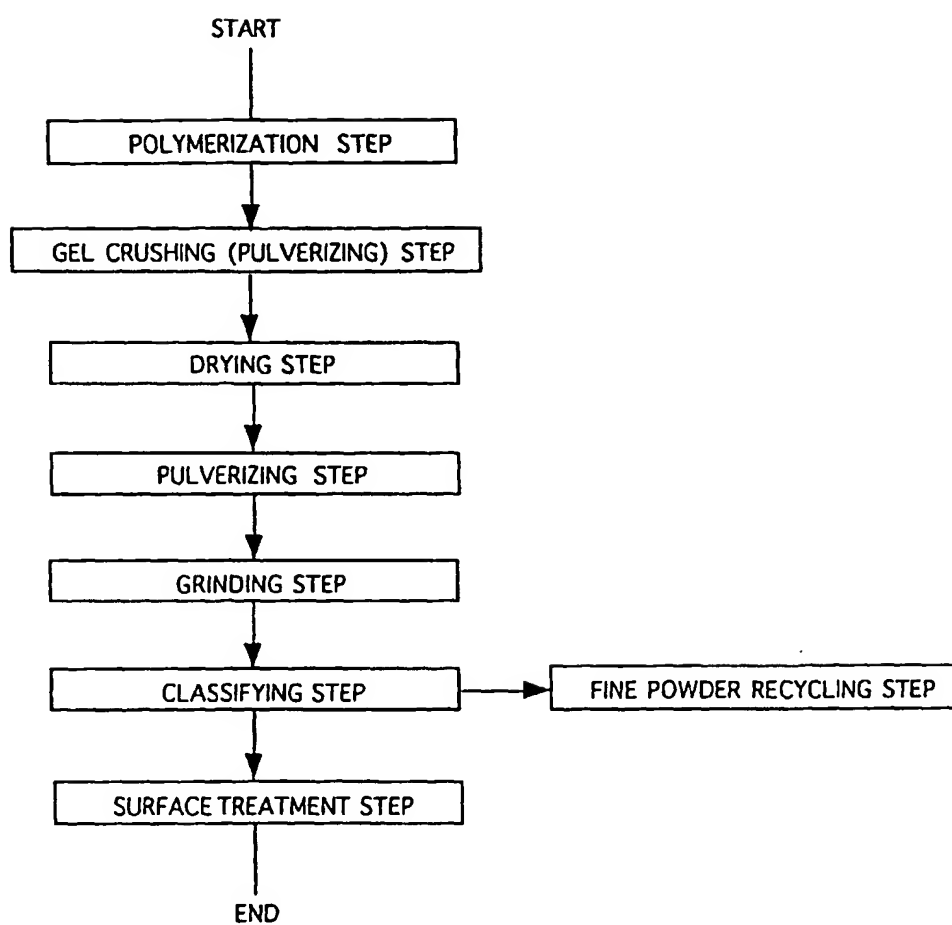 START
POLYMERIZATION STEP
GEL CRUSHING (PULVERIZING) STEP
DRYING STEP
PULVERIZING STEP
GRINDING STEP
CLASSIFYING STEP
FINE POWDER RECYCLING STEP
SURFACE TREATMENT STEP
END